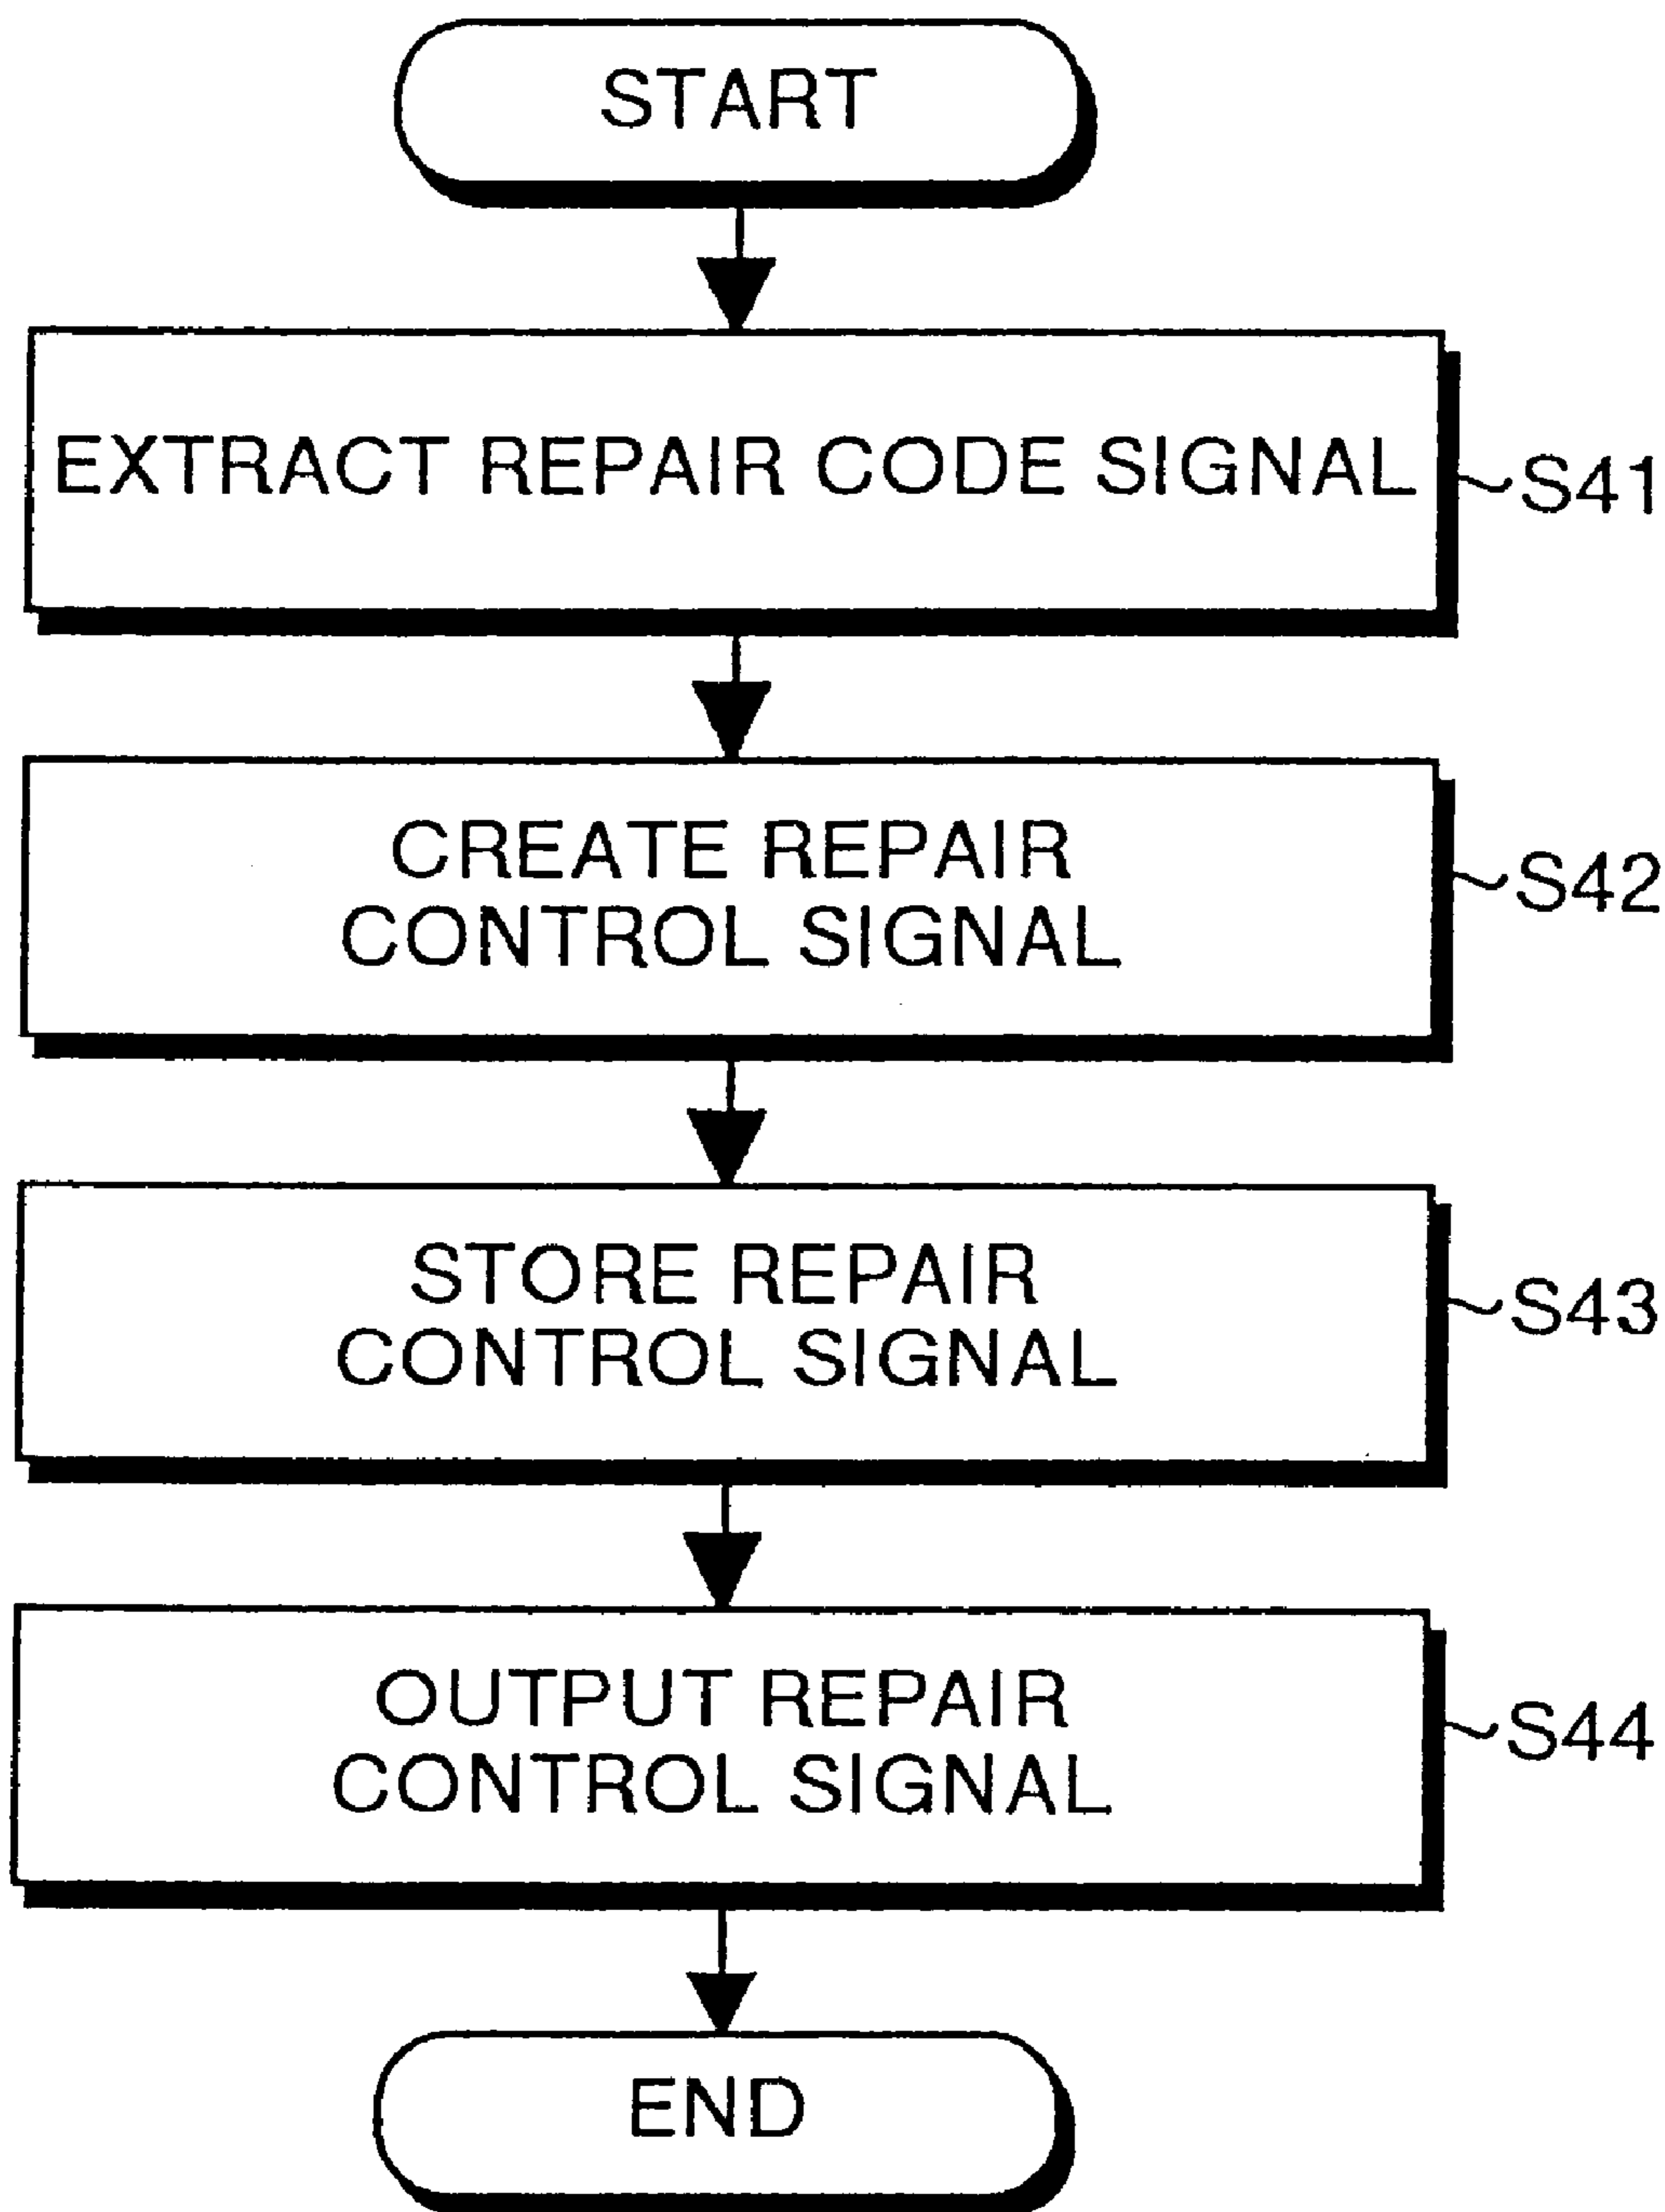 START
EXTRACT REPAIR CODE SIGNAL
S41
CREATE REPAIR
CONTROL SIGNAL
S42
STORE REPAIR
CONTROL SIGNAL
S43
OUTPUT REPAIR
CONTROL SIGNAL
S44
END